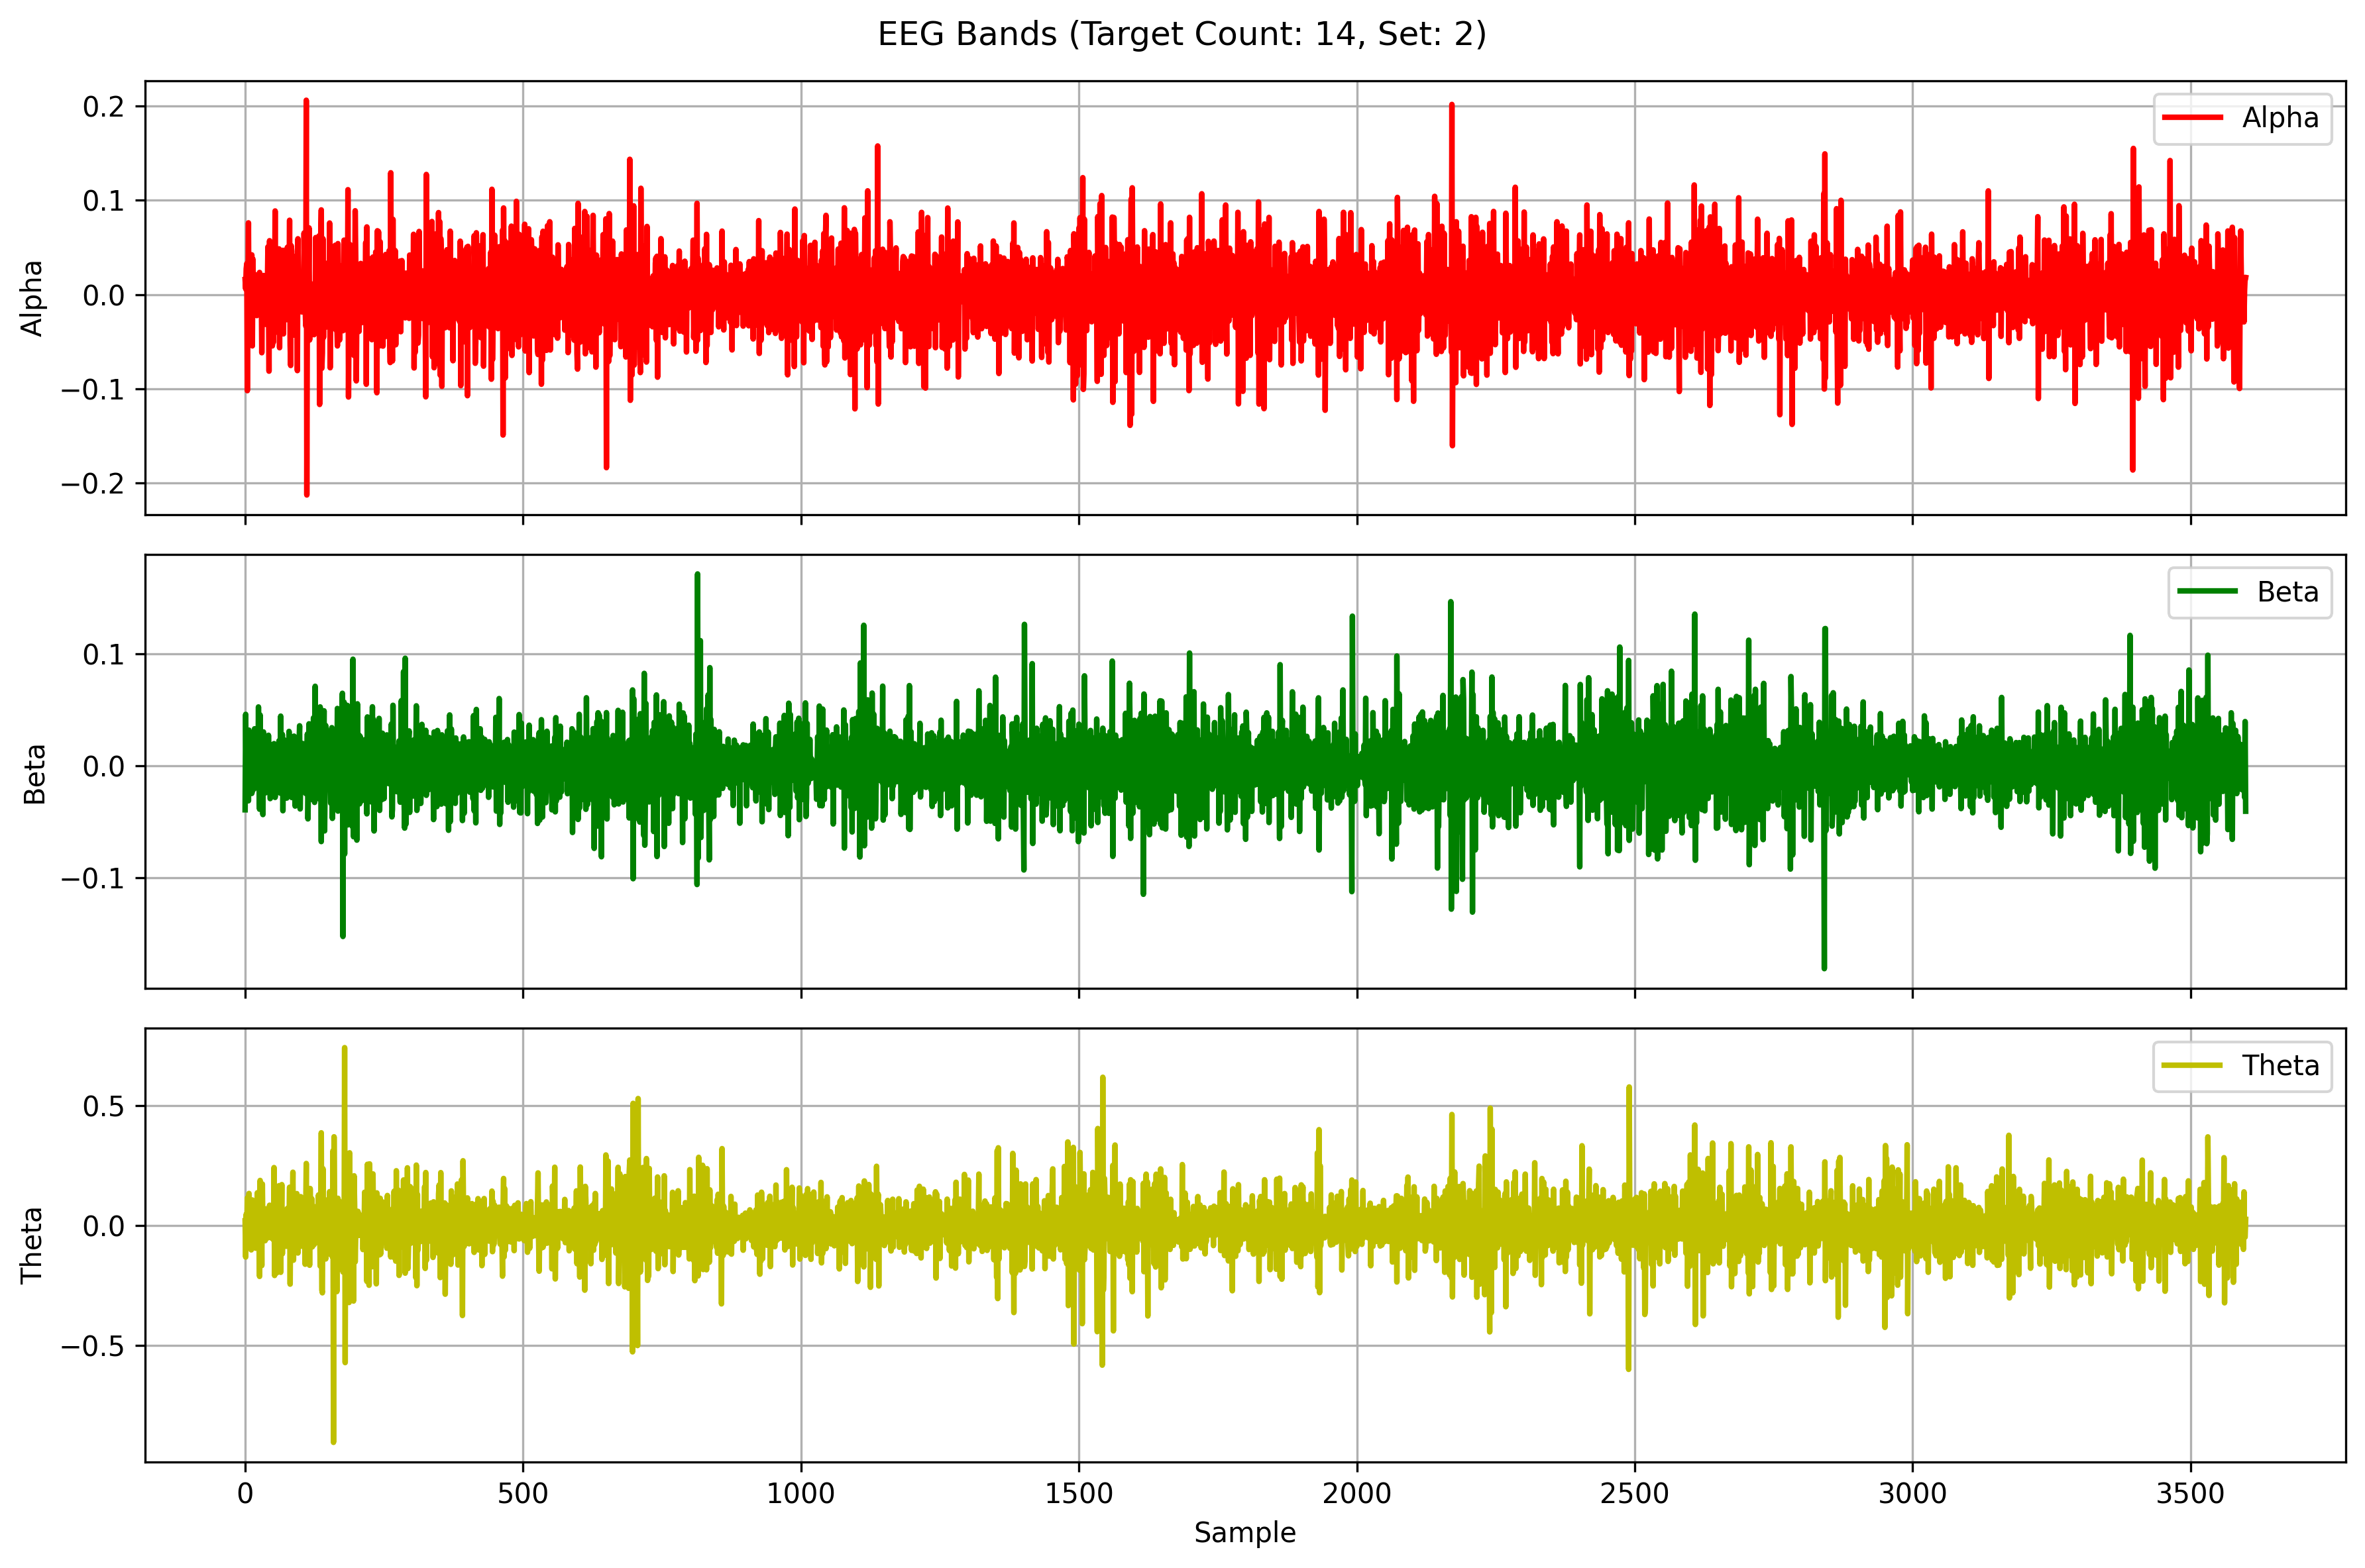 EEG Bands (Target Count: 14, Set: 2)
0.2
0.1
0.0
−0.1
−0.2
Alpha
Alpha
0.1
0.0
−0.1
Beta
Beta
0.5
0.0
−0.5
Theta
Theta
0 500 1000 1500 2000 2500 3000 3500
Sample